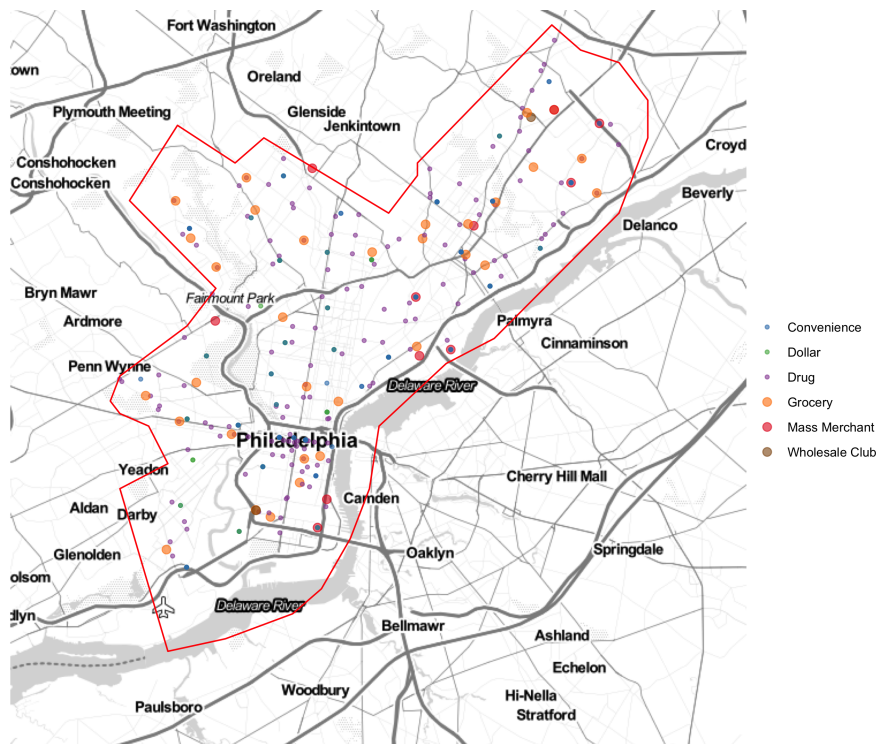 Fort Washington
own
Oreland
Plymouth Meeting
Glenside
Jenkintown
Croyd
Conshohocken
Conshohocken
Beverly
Delanco
Bryn Mawr
Fairmount Park
Ardmore
Palmyra
Convenience
Cinnaminson
Dollar
Penn Wynne
Drug
Delaware River
Grocery
Mass Merchant
Philadelphia
Wholesale Club
Yeadon
Cherry Hill Mall
Camden
Aldan
Darby
Glenolden
Oaklyn
Springdale
olsom
Delaware River
dlyn
Bellmawr
Ashland
Echelon
Woodbury
Hi-Nella
Paulsboro
Stratford